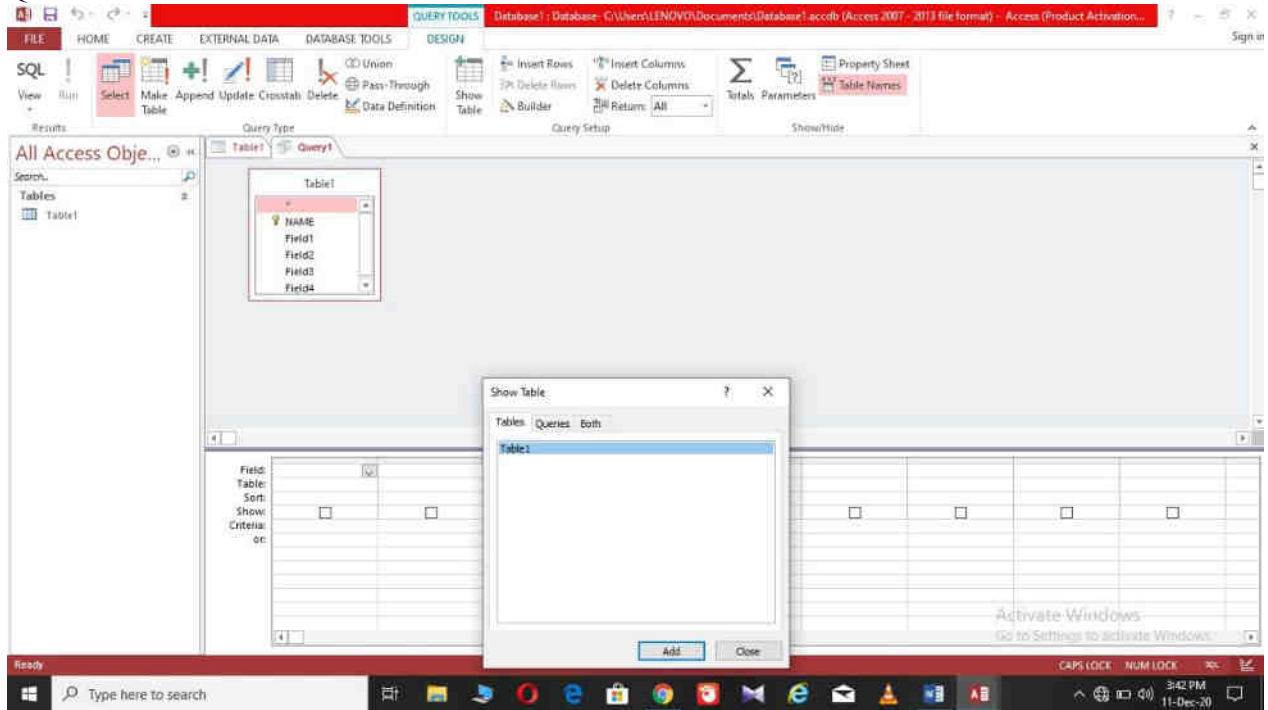 QUERY TOOLS
Database1 : Database- C:\Users\LENOVO\Documents\Database1.accdb (Access 2007 - 2013 file format) - Access (Product Activation...
FILE HOME CREATE EXTERNAL DATA DATABASE TOOLS DESIGN
Sign in
SQL
View Run Select Make Table Append Update Crosstab Delete
Union
Pass-Through
Data Definition
Show Table
Insert Rows
Delete Rows
Builder
Insert Columns
Delete Columns
Return: All
Totals Parameters
Property Sheet
Table Names
Results Query Type Query Setup Show/Hide
All Access Obje...
Search..
Tables
Table1
Table1 Query1
Table1
*
NAME
Field1
Field2
Field3
Field4
Show Table ?
Tables Queries Both
Table1
Add Close
Field:
Table:
Sort:
Show:
Criteria:
or:
Activate Windows
Go to Settings to activate Windows.
Ready
CAPS LOCK NUM LOCK
Type here to search
3:42 PM
11-Dec-20